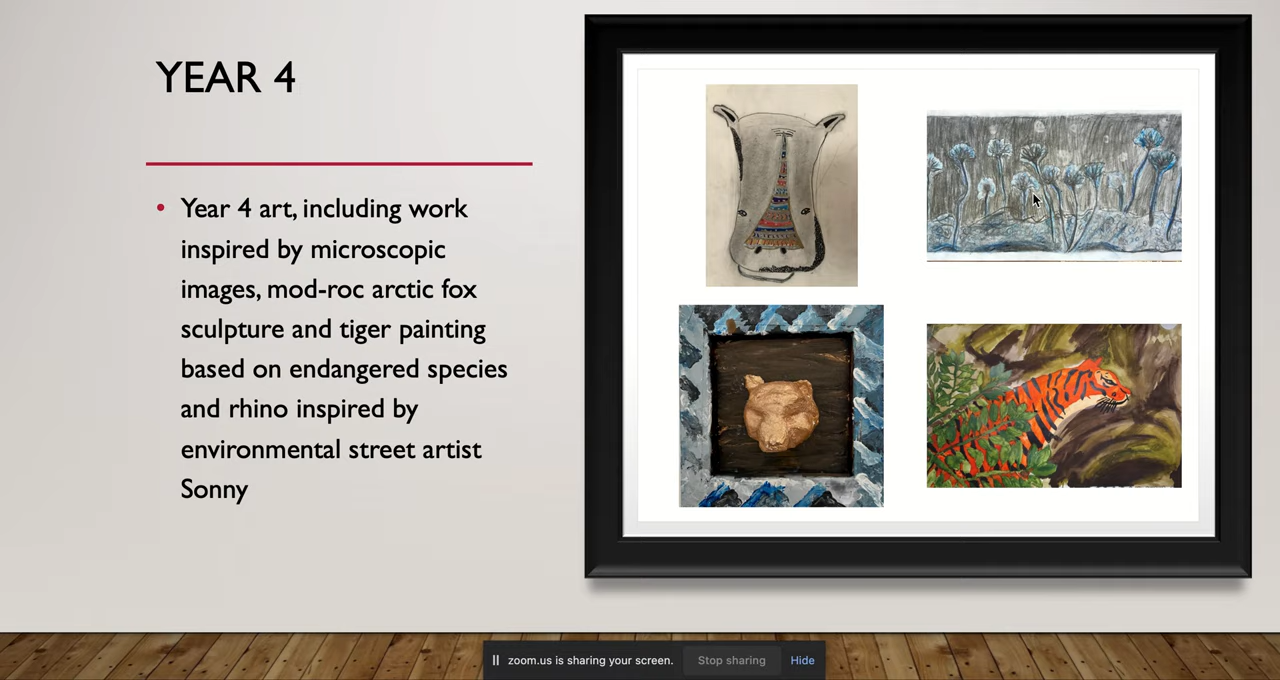 YEAR 4
• Year 4 art, including work
inspired by microscopic
images, mod-roc arctic fox
sculpture and tiger painting
based on endangered species
and rhino inspired by
environmental street artist
Sonny
zoom.us is sharing your screen. Stop sharing Hide